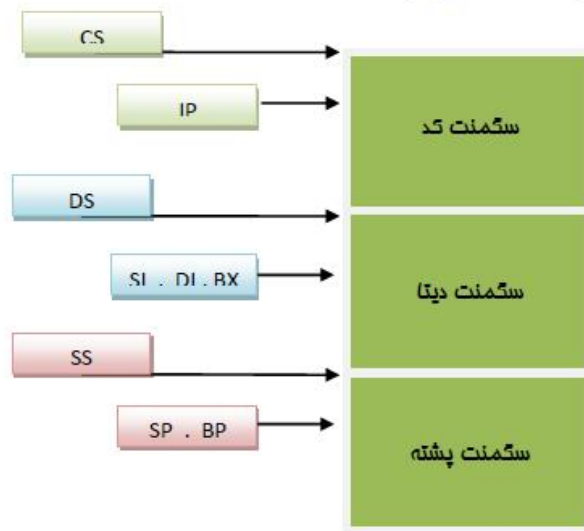 CS
IP
سگمنت کد
DS
SI . DI . BX
سگمنت دیتا
SS
SP . BP
سگمنت پشته